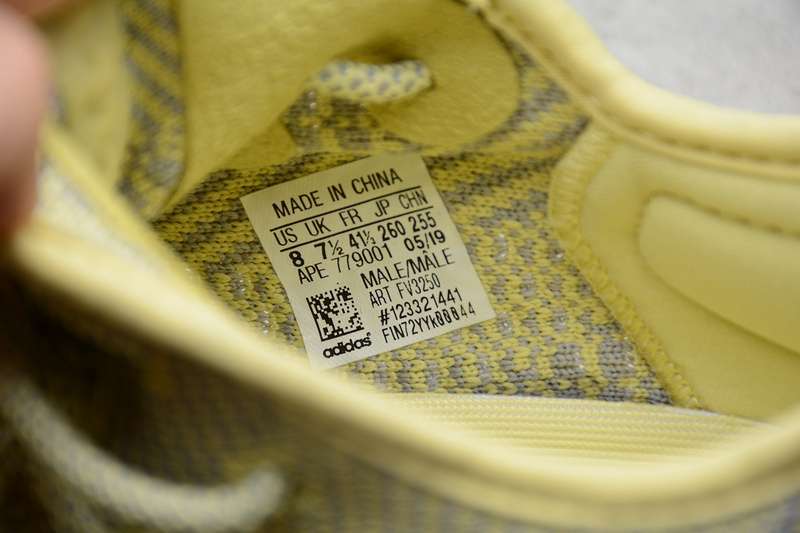 MADE IN CHINA
US UK FR JP CHN
8 7½ 41⅓ 260 255
APE 779001 05/19
MALE/MÂLE
ART FV3250
#123321441
FIN72YYK00044
adidas